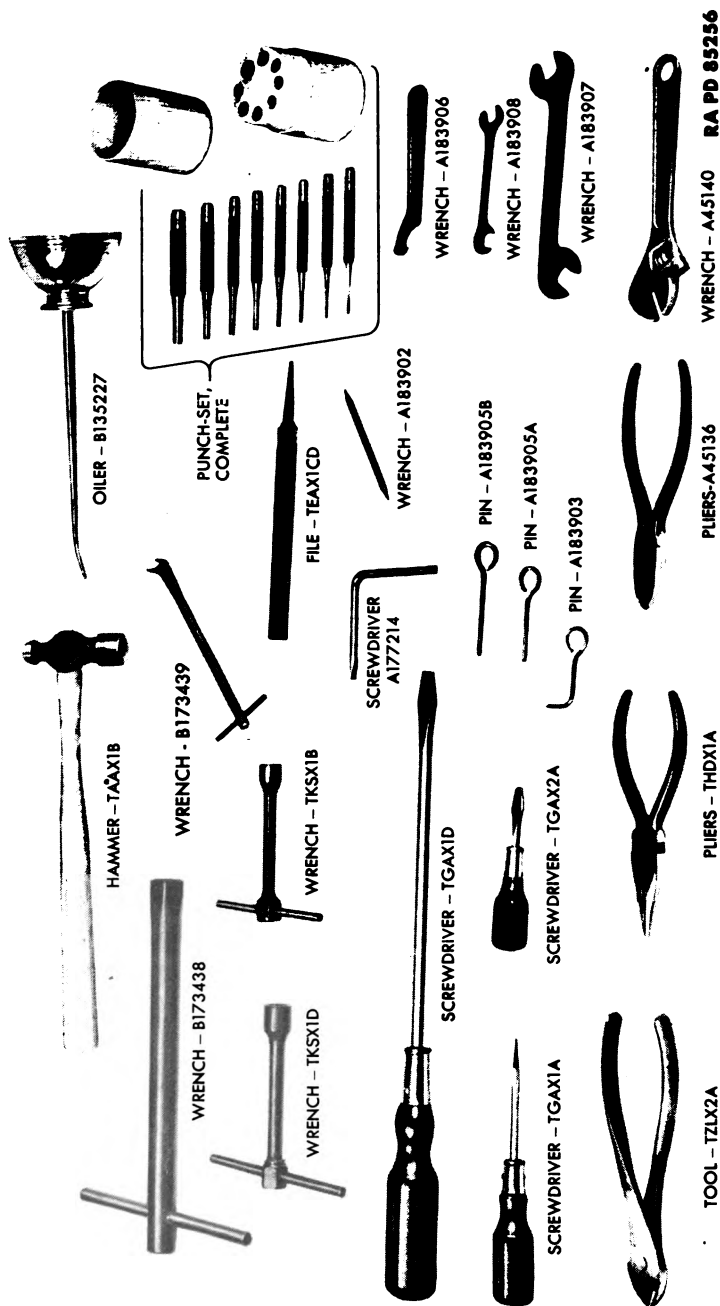 HAMMER – TAAX1B
OILER – B135227
WRENCH – B173438
WRENCH - B173439
PUNCH-SET,
COMPLETE
WRENCH – TKSX1D
WRENCH – TKSX1B
FILE – TEAX1CD
WRENCH – A183902
SCREWDRIVER
A177214
WRENCH – A183906
SCREWDRIVER – TGAX1D
PIN – A183905B
PIN – A183905A
PIN – A183903
WRENCH – A183908
WRENCH – A183907
SCREWDRIVER – TGAX1A
SCREWDRIVER – TGAX2A
TOOL – TZLX2A
PLIERS – THDX1A
PLIERS-A45136
WRENCH – A45140
RA PD 85256